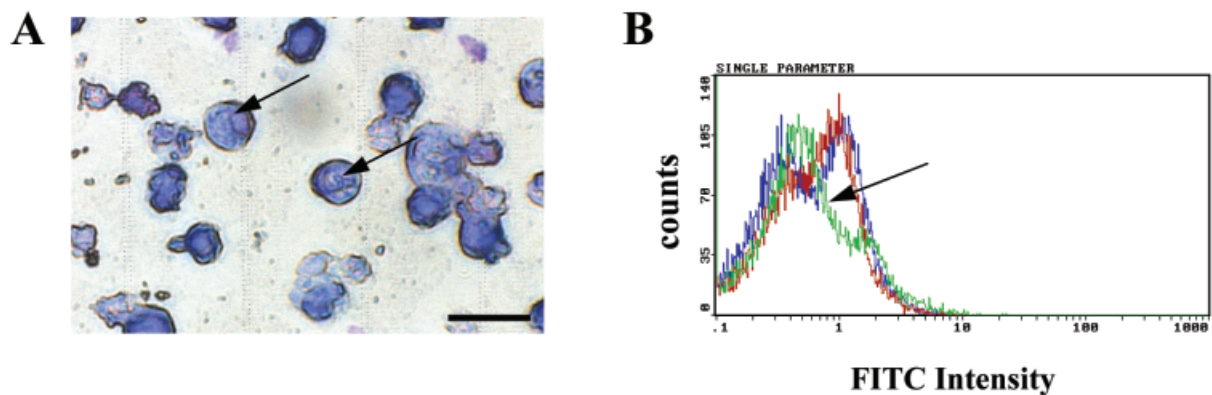 A
B
SINGLE PARAMETER
140
105
70
35
0
counts
.1 1 10 100 1000
FITC Intensity